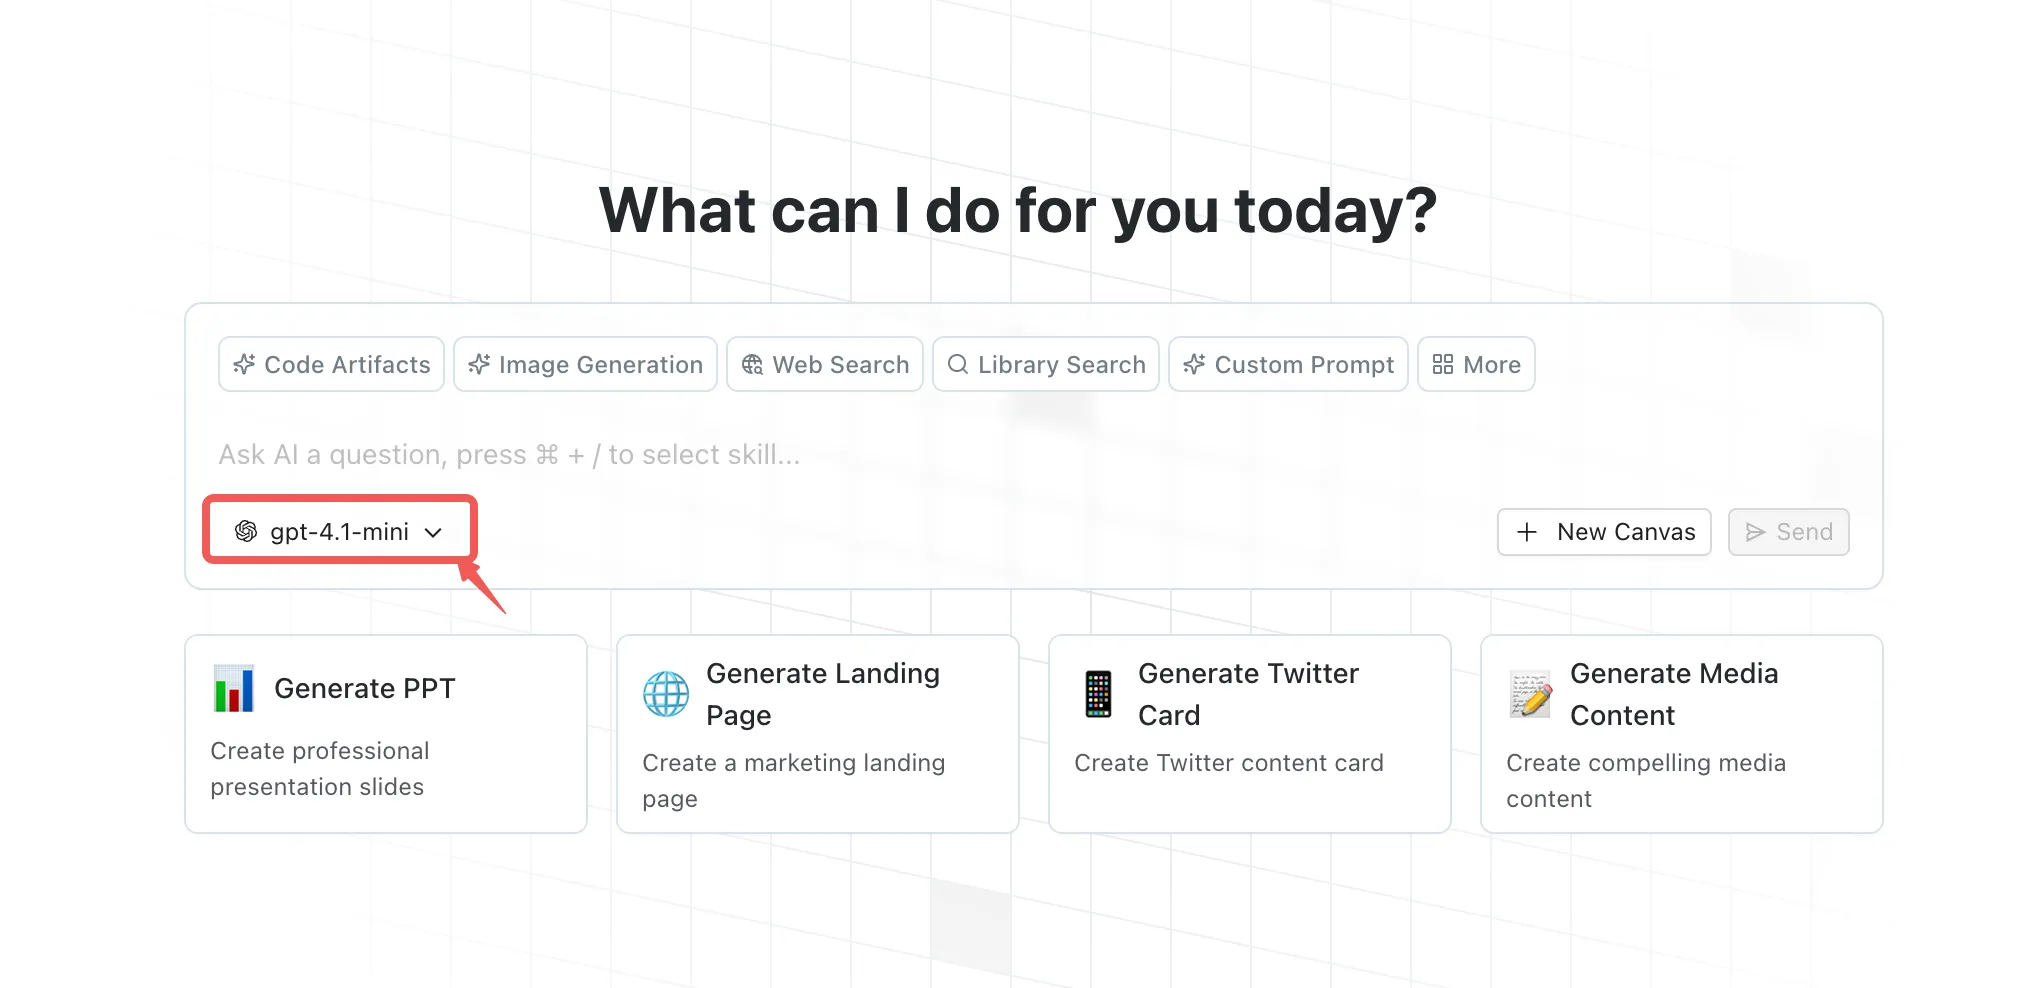 What can I do for you today?
Code Artifacts
Image Generation
Web Search
Library Search
Custom Prompt
More
Ask AI a question, press ⌘ + / to select skill...
gpt-4.1-mini
New Canvas
Send
Generate PPT
Create professional
presentation slides
Generate Landing
Page
Create a marketing landing
page
Generate Twitter
Card
Create Twitter content card
Generate Media
Content
Create compelling media
content